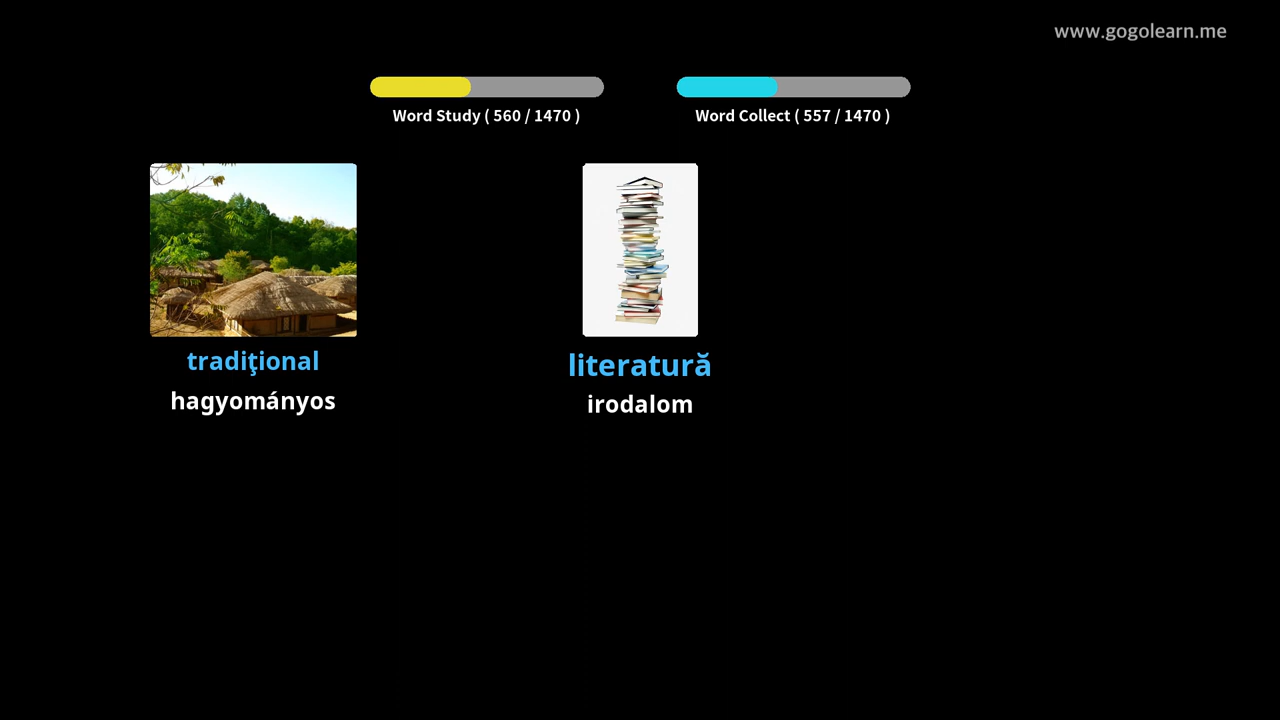 www.gogolearn.me
Word Study ( 560 / 1470 )
Word Collect ( 557 / 1470 )
tradiţional
hagyományos
literatură
irodalom